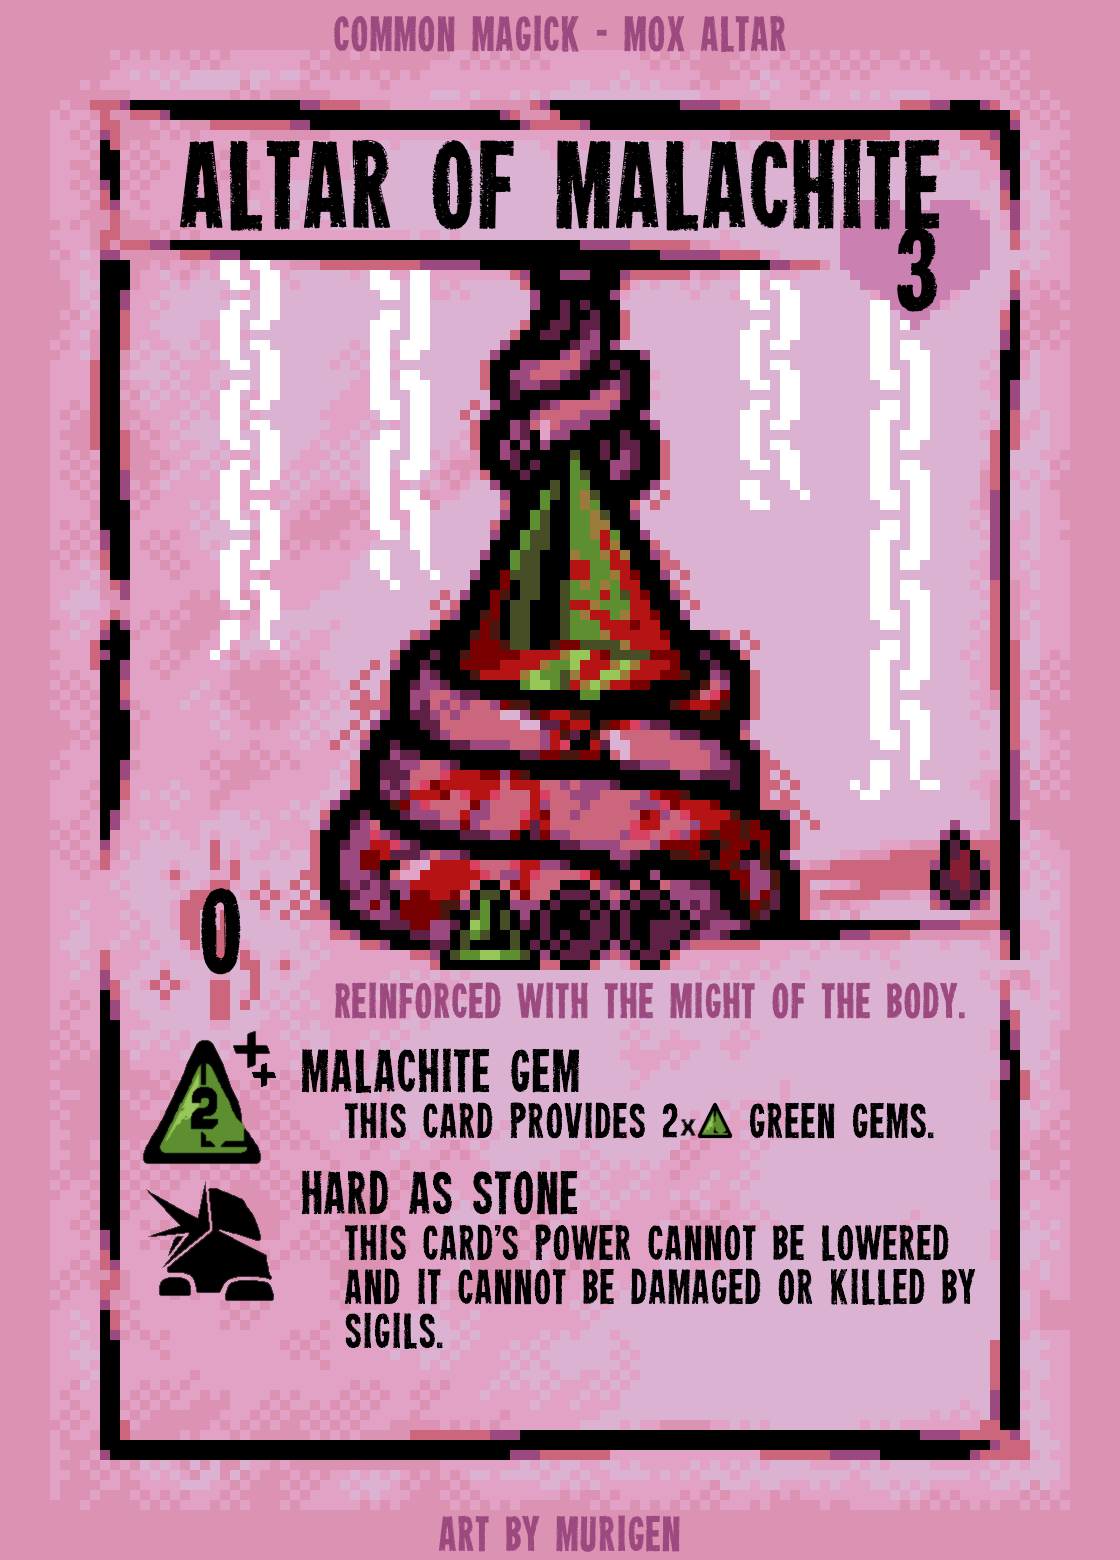 COMMON MAGICK - MOX ALTAR
ALTAR OF MALACHITE
3
0
REINFORCED WITH THE MIGHT OF THE BODY.
2
MALACHITE GEM
THIS CARD PROVIDES 2x GREEN GEMS.
HARD AS STONE
THIS CARD'S POWER CANNOT BE LOWERED
AND IT CANNOT BE DAMAGED OR KILLED BY
SIGILS.
ART BY MURIGEN